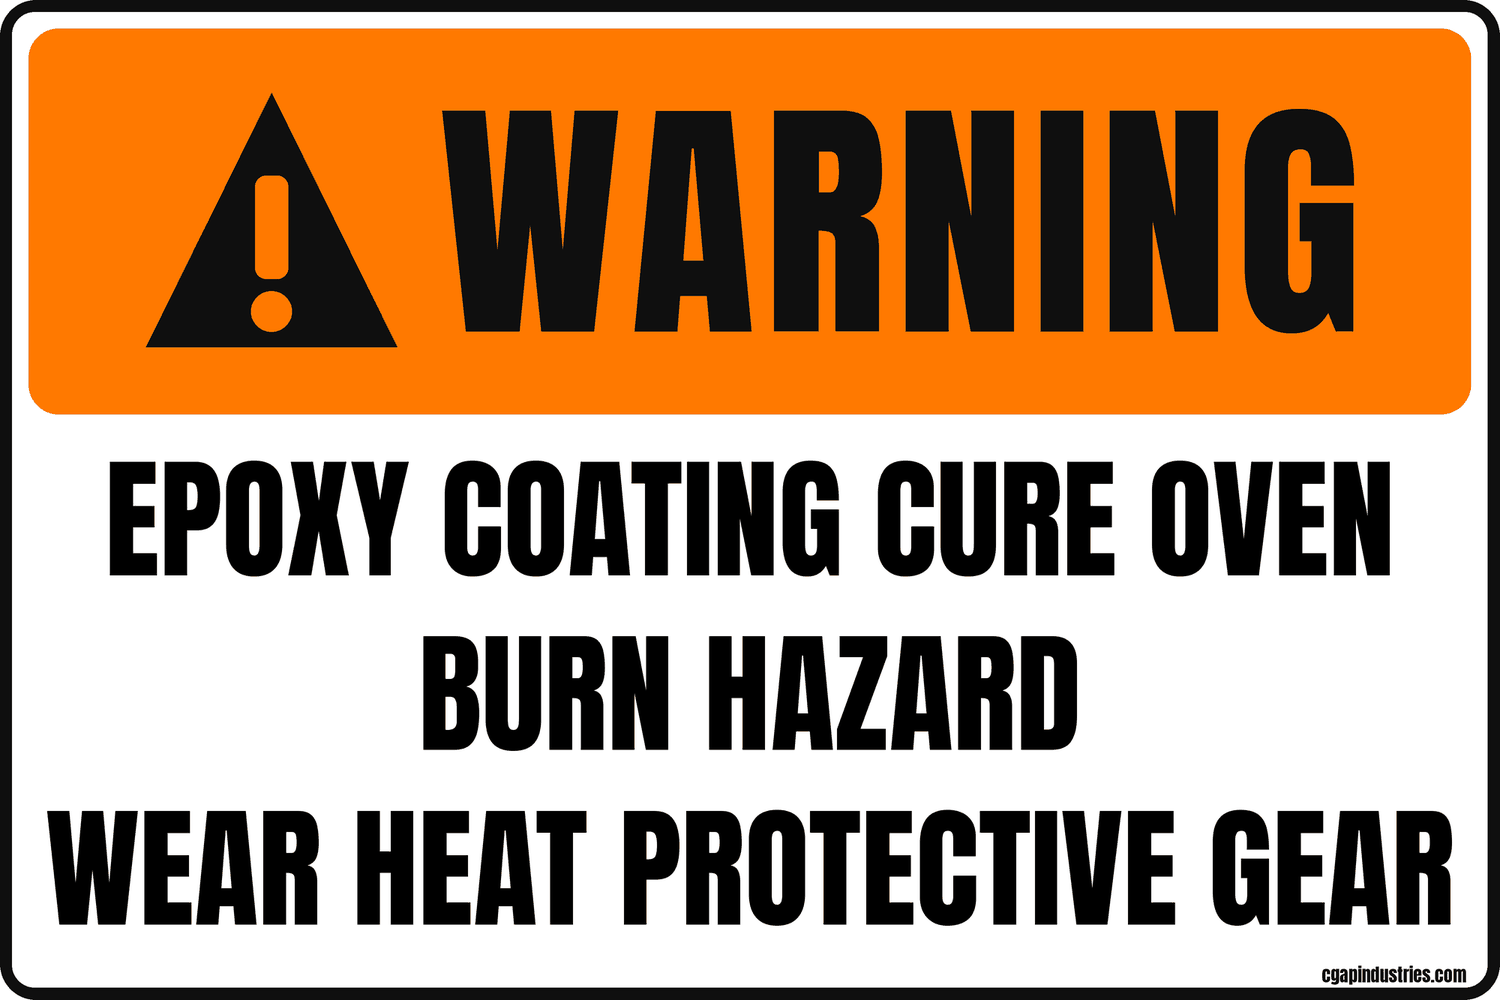 WARNING
EPOXY COATING CURE OVEN
BURN HAZARD
WEAR HEAT PROTECTIVE GEAR
cgapindustries.com